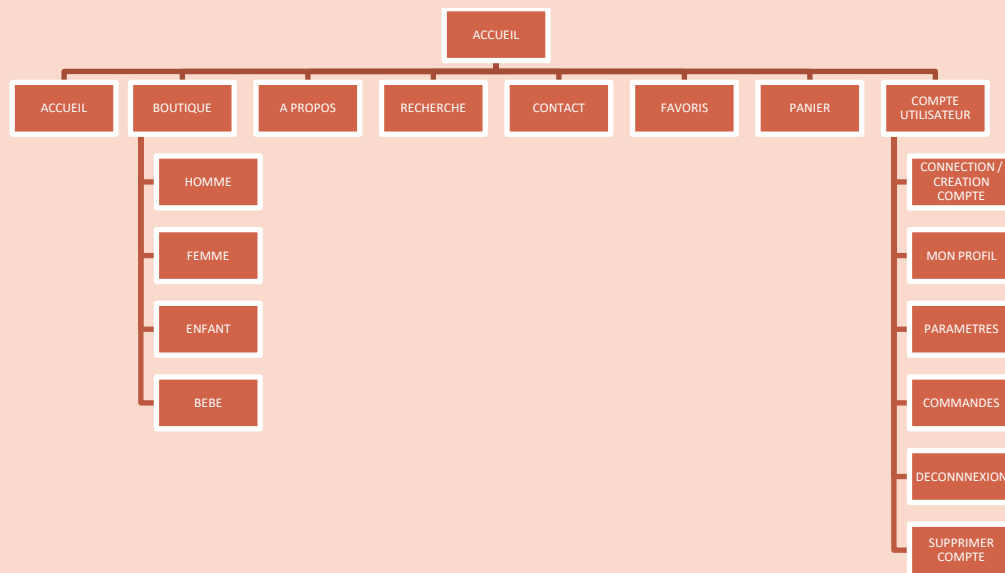 ACCUEIL
ACCUEIL
BOUTIQUE
A PROPOS
RECHERCHE
CONTACT
FAVORIS
PANIER
COMPTE
UTILISATEUR
HOMME
FEMME
ENFANT
BEBE
CONNECTION /
CREATION
COMPTE
MON PROFIL
PARAMETRES
COMMANDES
DECONNNEXION
SUPPRIMER
COMPTE